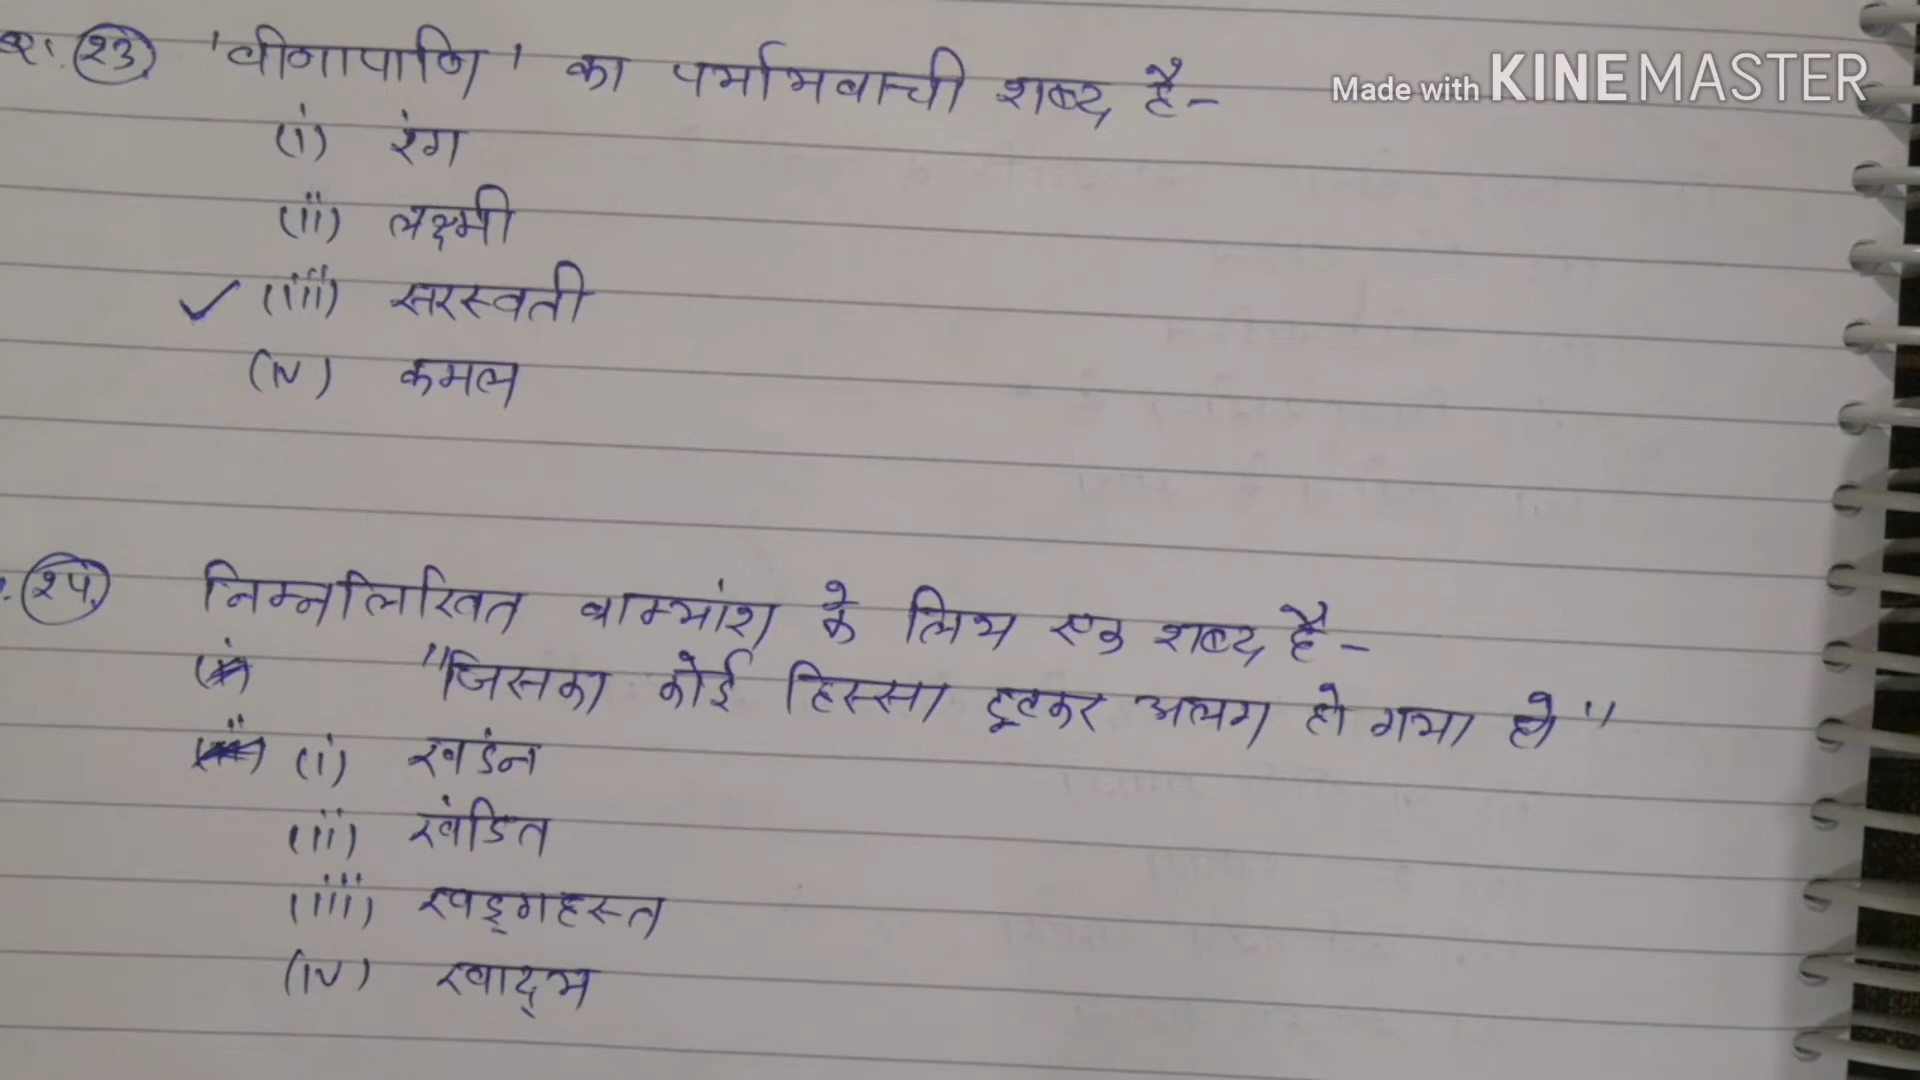 प्र. २३. 'वीणापाणि' का पर्यायवाची शब्द है-
Made with KINEMASTER
(i) रंग
(ii) लक्ष्मी
✓ (iii) सरस्वती
(iv) कमल
२५. निम्नलिखित वाक्यांश के लिय एक शब्द है-
"जिसका कोई हिस्सा टूटकर अलग हो गया हो"
(i) खडंन
(ii) खंडित
(iii) खड्गहस्त
(iv) खाद्य